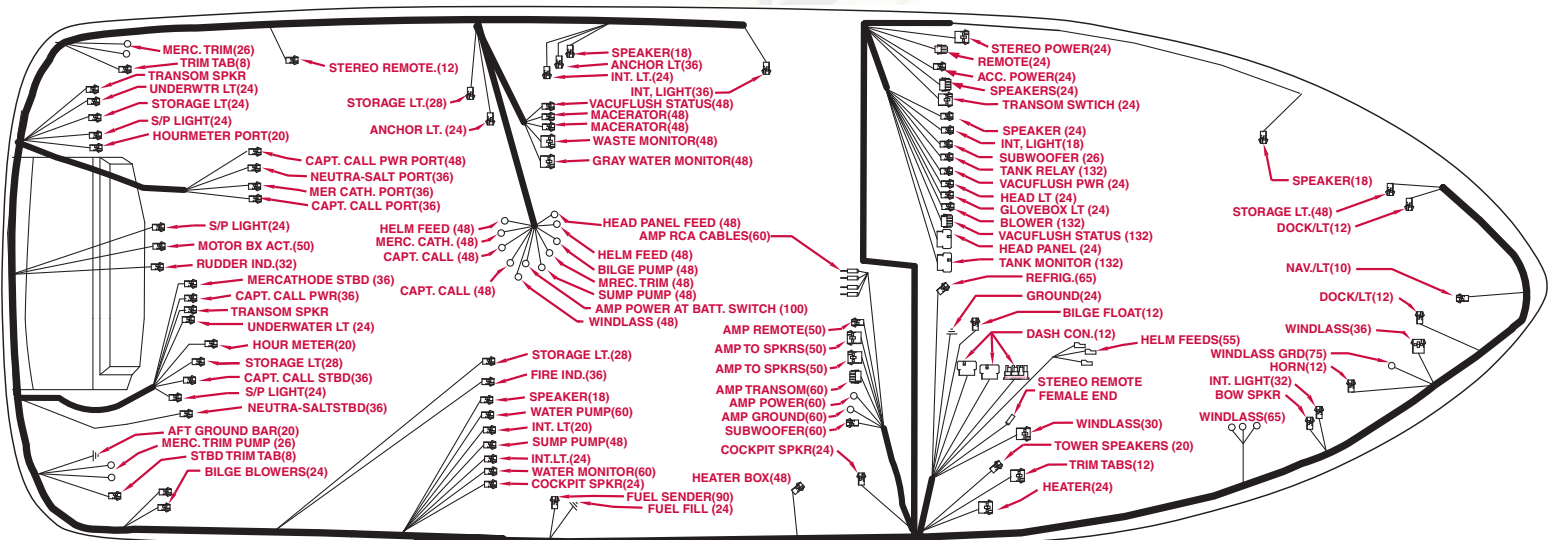 MERC. TRIM(26)
TRIM TAB(8)
TRANSOM SPKR
UNDERWTR LT(24)
STORAGE LT(24)
S/P LIGHT(24)
HOURMETER PORT(20)
STEREO REMOTE.(12)
STORAGE LT.(28)
ANCHOR LT. (24)
CAPT. CALL PWR PORT(48)
NEUTRA-SALT PORT(36)
MER CATH. PORT(36)
CAPT. CALL PORT(36)
S/P LIGHT(24)
MOTOR BX ACT.(50)
RUDDER IND.(32)
MERCATHODE STBD (36)
CAPT. CALL PWR(36)
TRANSOM SPKR
UNDERWATER LT (24)
HOUR METER(20)
STORAGE LT(28)
CAPT. CALL STBD(36)
S/P LIGHT(24)
NEUTRA-SALTSTBD(36)
AFT GROUND BAR(20)
MERC. TRIM PUMP (26)
STBD TRIM TAB(8)
BILGE BLOWERS(24)
SPEAKER(18)
ANCHOR LT(36)
INT. LT.(24)
INT, LIGHT(36)
VACUFLUSH STATUS(48)
MACERATOR(48)
MACERATOR(48)
WASTE MONITOR(48)
GRAY WATER MONITOR(48)
HELM FEED (48)
MERC. CATH. (48)
CAPT. CALL (48)
CAPT. CALL (48)
HEAD PANEL FEED (48)
AMP RCA CABLES(60)
HELM FEED (48)
BILGE PUMP (48)
MREC. TRIM (48)
SUMP PUMP (48)
AMP POWER AT BATT. SWITCH (100)
WINDLASS (48)
STORAGE LT.(28)
FIRE IND.(36)
SPEAKER(18)
WATER PUMP(60)
INT. LT(20)
SUMP PUMP(48)
INT.LT.(24)
WATER MONITOR(60)
COCKPIT SPKR(24)
FUEL SENDER(90)
FUEL FILL (24)
AMP REMOTE(50)
AMP TO SPKRS(50)
AMP TO SPKRS(50)
AMP TRANSOM(60)
AMP POWER(60)
AMP GROUND(60)
SUBWOOFER(60)
COCKPIT SPKR(24)
HEATER BOX(48)
STEREO POWER(24)
REMOTE(24)
ACC. POWER(24)
SPEAKERS(24)
TRANSOM SWTICH (24)
SPEAKER (24)
INT, LIGHT(18)
SUBWOOFER (26)
TANK RELAY (132)
VACUFLUSH PWR (24)
HEAD LT (24)
GLOVEBOX LT (24)
BLOWER (132)
VACUFLUSH STATUS (132)
HEAD PANEL (24)
TANK MONITOR (132)
REFRIG.(65)
GROUND(24)
BILGE FLOAT(12)
DASH CON.(12)
HELM FEEDS(55)
STEREO REMOTE
FEMALE END
WINDLASS(30)
TOWER SPEAKERS (20)
TRIM TABS(12)
HEATER(24)
SPEAKER(18)
STORAGE LT.(48)
DOCK/LT(12)
NAV./LT(10)
DOCK/LT(12)
WINDLASS(36)
WINDLASS GRD(75)
HORN(12)
INT. LIGHT(32)
BOW SPKR
WINDLASS(65)